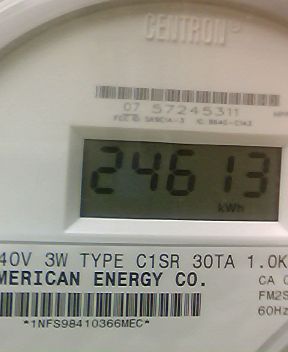 CENTRON
07 57245311
24613
kWh
40V 3W TYPE C1SR 30TA 1.0K
MERICAN ENERGY CO.
CA
FM2S
60Hz
*1NFS98410366MEC*